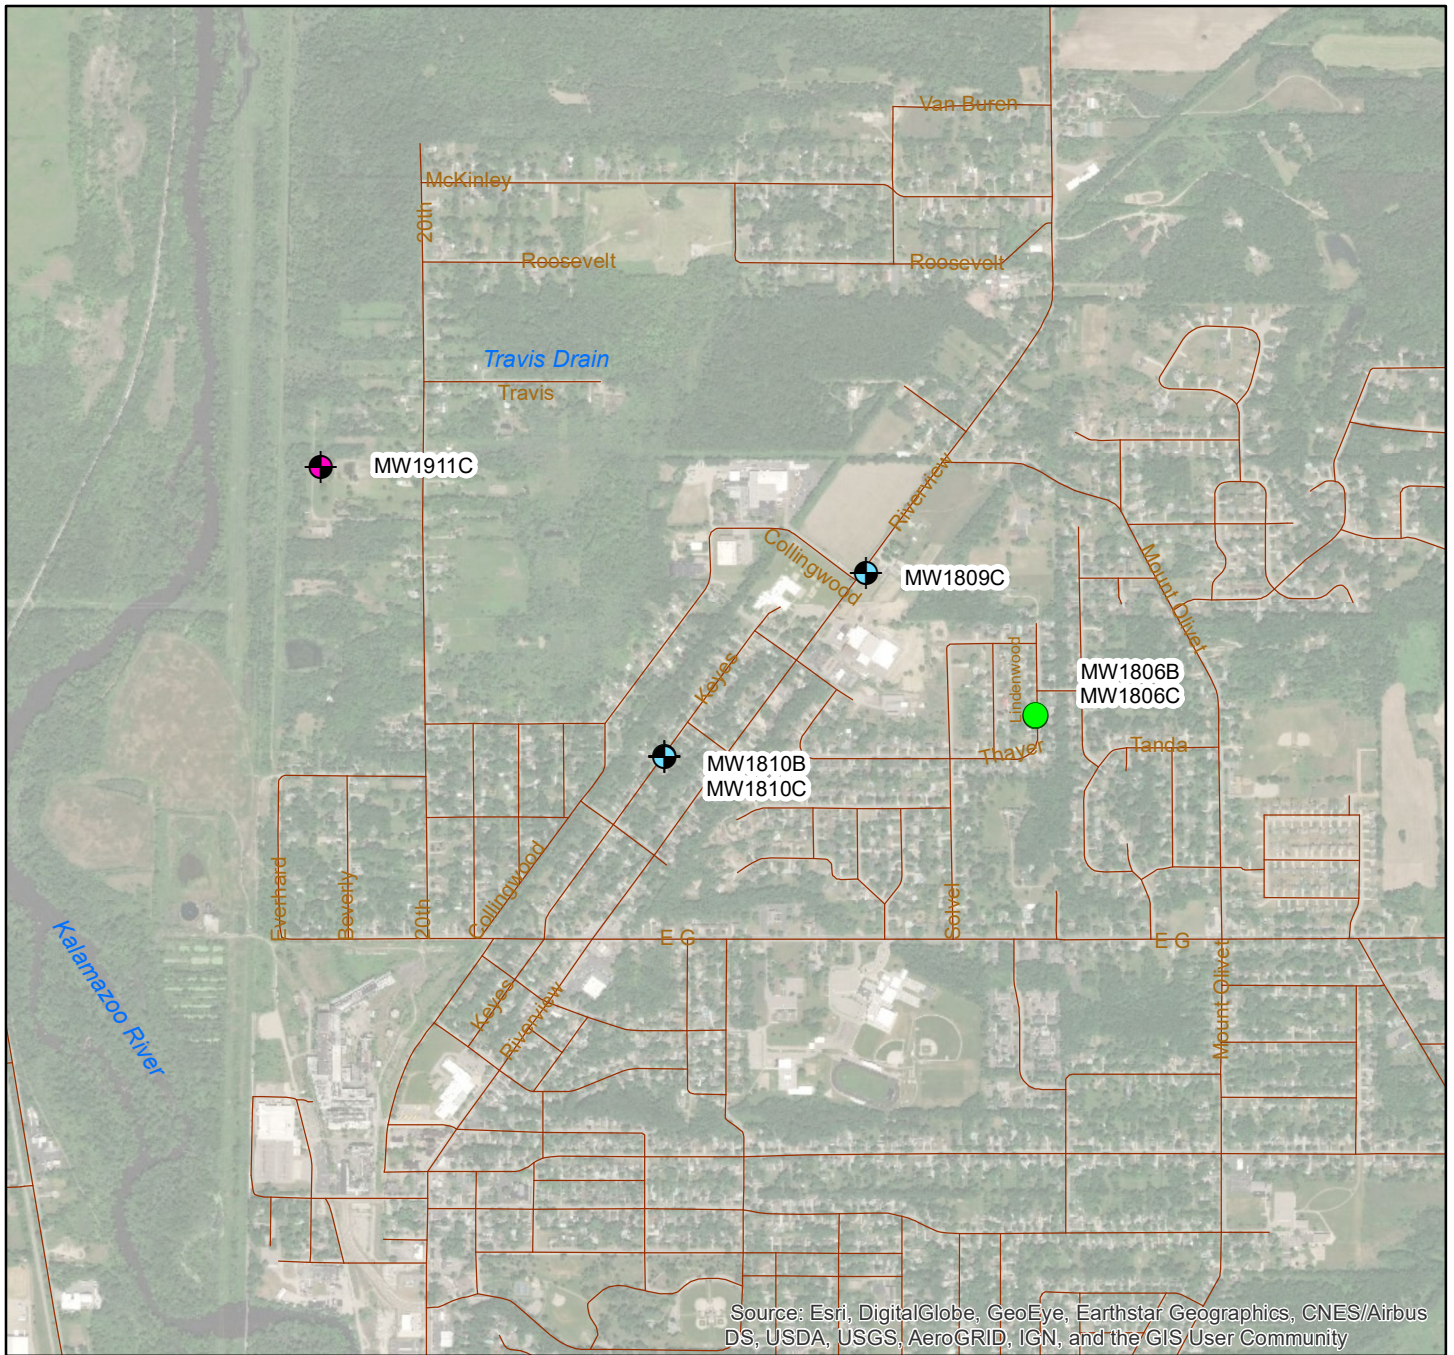 Van Buren
McKinley
20th
Roosevelt
Roosevelt
Travis Drain
Travis
MW1911C
Riverview
Collingwood
MW1809C
Mount Olivet
Keyes
Lindenwood
MW1806B
MW1806C
Thayer
Tanda
MW1810B
MW1810C
Everhard
Beverly
20th
Collingwood
Solvel
E G
E G
Kalamazoo River
Keyes
Riverview
Mount Olivet
Source: Esri, DigitalGlobe, GeoEye, Earthstar Geographics, CNES/Airbus
DS, USDA, USGS, AeroGRID, IGN, and the GIS User Community